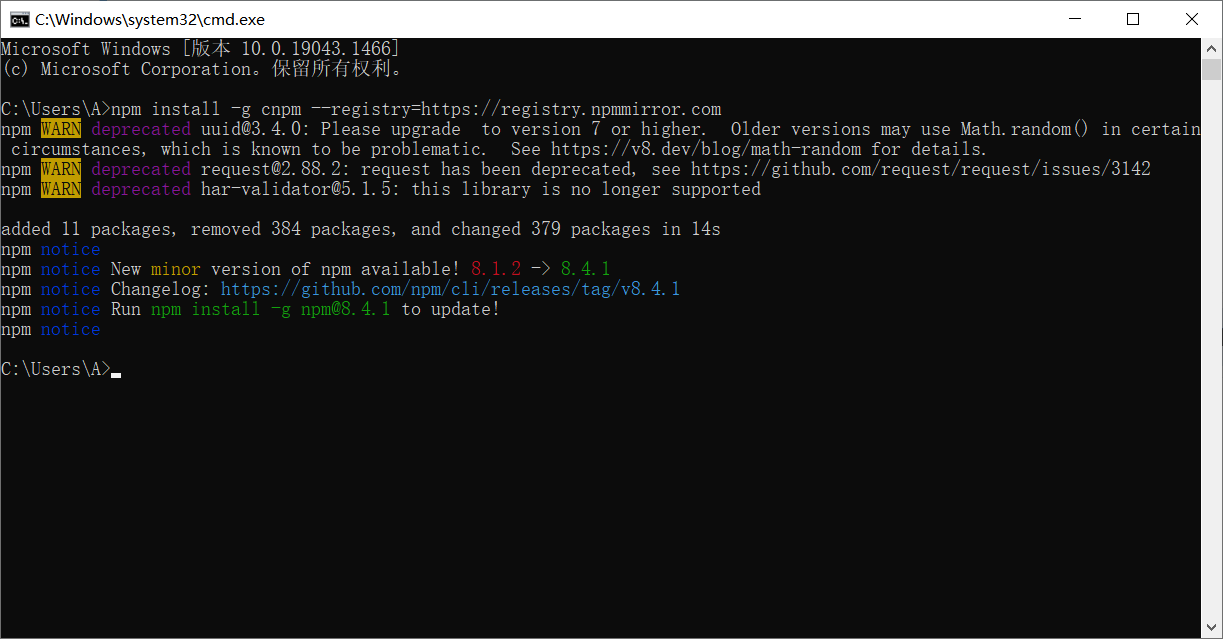 C:\Windows\system32\cmd.exe
Microsoft Windows [版本 10.0.19043.1466]
(c) Microsoft Corporation。保留所有权利。
C:\Users\A>npm install -g cnpm --registry=https://registry.npmmirror.com
npm WARN deprecated uuid@3.4.0: Please upgrade  to version 7 or higher.  Older versions may use Math.random() in certain
 circumstances, which is known to be problematic.  See https://v8.dev/blog/math-random for details.
npm WARN deprecated request@2.88.2: request has been deprecated, see https://github.com/request/request/issues/3142
npm WARN deprecated har-validator@5.1.5: this library is no longer supported
added 11 packages, removed 384 packages, and changed 379 packages in 14s
npm notice
npm notice New minor version of npm available! 8.1.2 -> 8.4.1
npm notice Changelog: https://github.com/npm/cli/releases/tag/v8.4.1
npm notice Run npm install -g npm@8.4.1 to update!
npm notice
C:\Users\A>